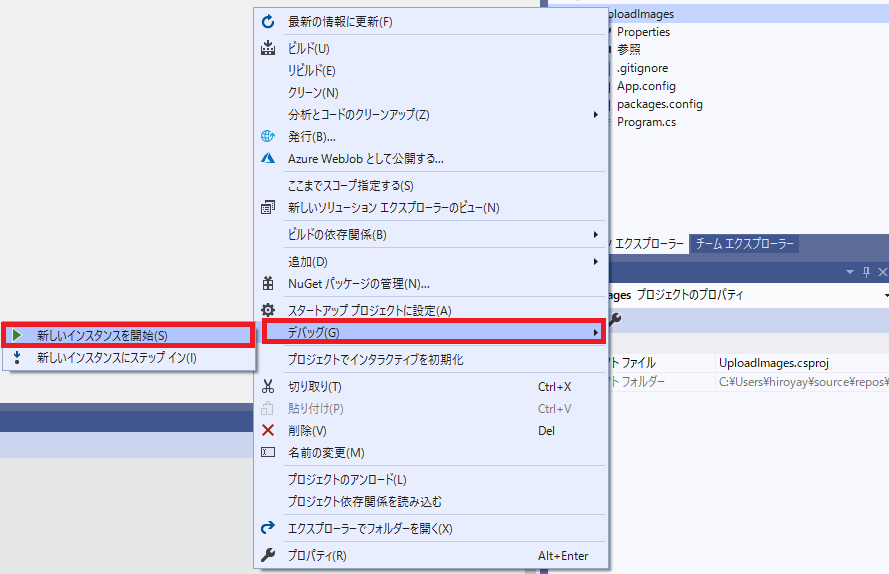 最新の情報に更新(F)
ビルド(U)
リビルド(E)
クリーン(N)
分析とコードのクリーンアップ(Z)
発行(B)...
Azure WebJob として公開する...
ここまでスコープ指定する(S)
新しいソリューション エクスプローラーのビュー(N)
ビルドの依存関係(B)
追加(D)
NuGet パッケージの管理(N)...
スタートアップ プロジェクトに設定(A)
デバッグ(G)
新しいインスタンスを開始(S)
新しいインスタンスにステップ イン(I)
プロジェクトでインタラクティブを初期化
切り取り(T) Ctrl+X
貼り付け(P) Ctrl+V
削除(V) Del
名前の変更(M)
プロジェクトのアンロード(L)
プロジェクト依存関係を読み込む
エクスプローラーでフォルダーを開く(X)
プロパティ(R) Alt+Enter
ploadImages
Properties
参照
.gitignore
App.config
packages.config
Program.cs
エクスプローラー チーム エクスプローラー
ages プロジェクトのプロパティ
ト ファイル UploadImages.csproj
ト フォルダー C:¥Users¥hiroyay¥source¥repos¥